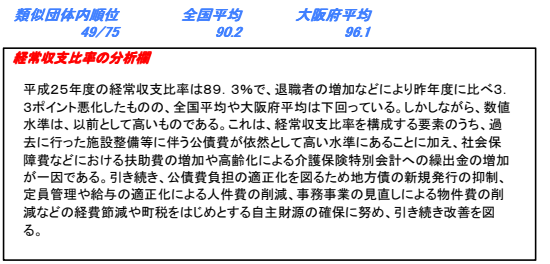 類似団体内順位 全国平均 大阪府平均
49/75 90.2 96.1
経常収支比率の分析欄
平成25年度の経常収支比率は89．3％で、退職者の増加などにより昨年度に比べ3．
3ポイント悪化したものの、全国平均や大阪府平均は下回っている。しかしながら、数値
水準は、以前として高いものである。これは、経常収支比率を構成する要素のうち、過
去に行った施設整備等に伴う公債費が依然として高い水準にあることに加え、社会保
障費などにおける扶助費の増加や高齢化による介護保険特別会計への繰出金の増加
が一因である。引き続き、公債費負担の適正化を図るため地方債の新規発行の抑制、
定員管理や給与の適正化による人件費の削減、事務事業の見直しによる物件費の削
減などの経費節減や町税をはじめとする自主財源の確保に努め、引き続き改善を図
る。